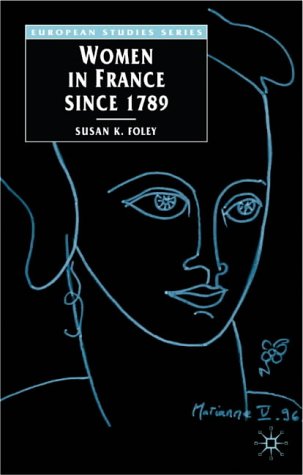 EUROPEAN STUDIES SERIES
WOMEN
IN FRANCE
SINCE 1789
SUSAN K. FOLEY
Marianne V. 96